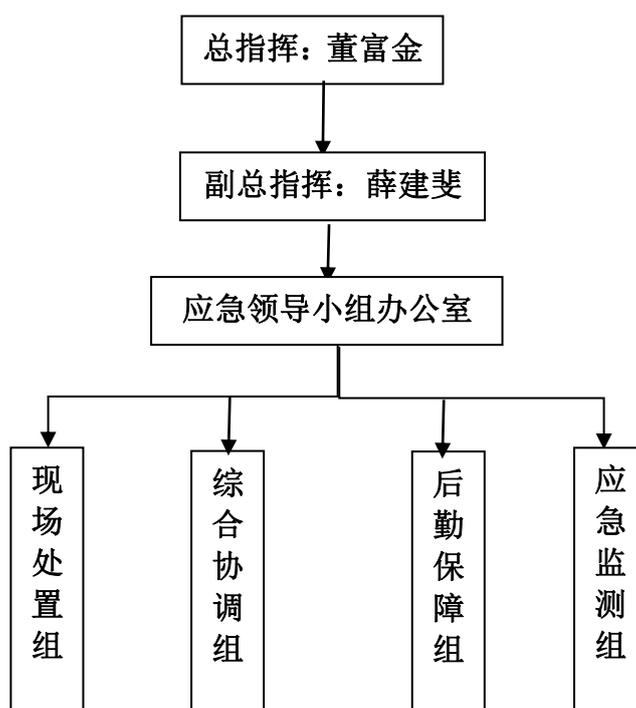 总指挥：董富金
副总指挥：薛建斐
应急领导小组办公室
现场处置组
综合协调组
后勤保障组
应急监测组